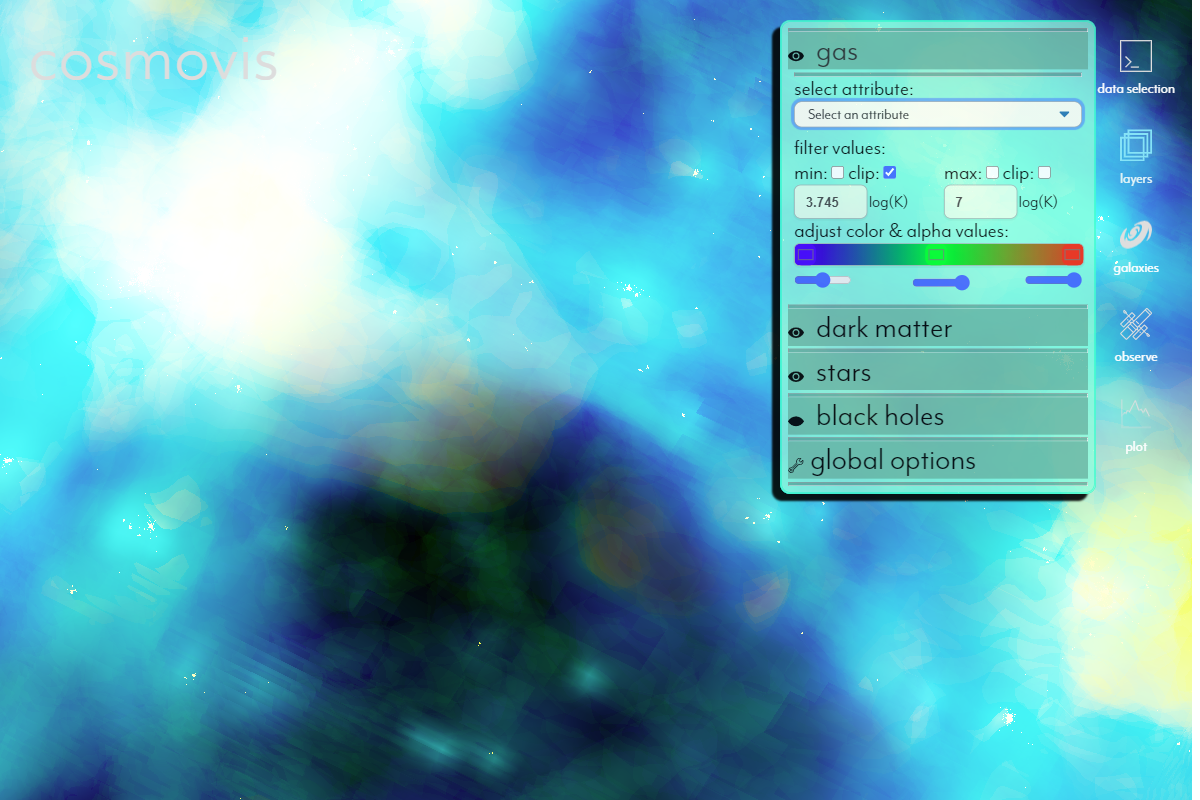 cosmovis
gas
select attribute:
Select an attribute
filter values:
min: clip: max: clip:
3.745 log(K) 7 log(K)
adjust color & alpha values:
dark matter
stars
black holes
global options
data selection
layers
galaxies
observe
plot